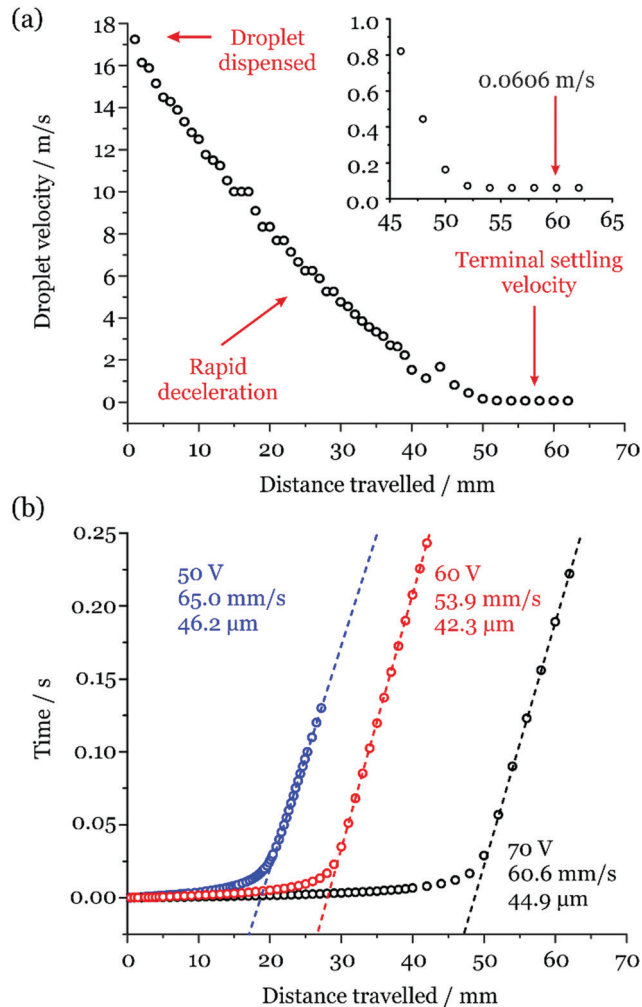 (a)
18
16
14
12
10
8
6
4
2
0
Droplet velocity / m/s
Droplet
dispensed
Rapid
deceleration
1.0
0.8
0.6
0.4
0.2
0.0
0.0606 m/s
45 50 55 60 65
Terminal settling
velocity
0 10 20 30 40 50 60 70
Distance travelled / mm
(b)
0.25
0.20
0.15
0.10
0.05
0.00
Time / s
50 V
65.0 mm/s
46.2 μm
60 V
53.9 mm/s
42.3 μm
70 V
60.6 mm/s
44.9 μm
0 10 20 30 40 50 60 70
Distance travelled / mm